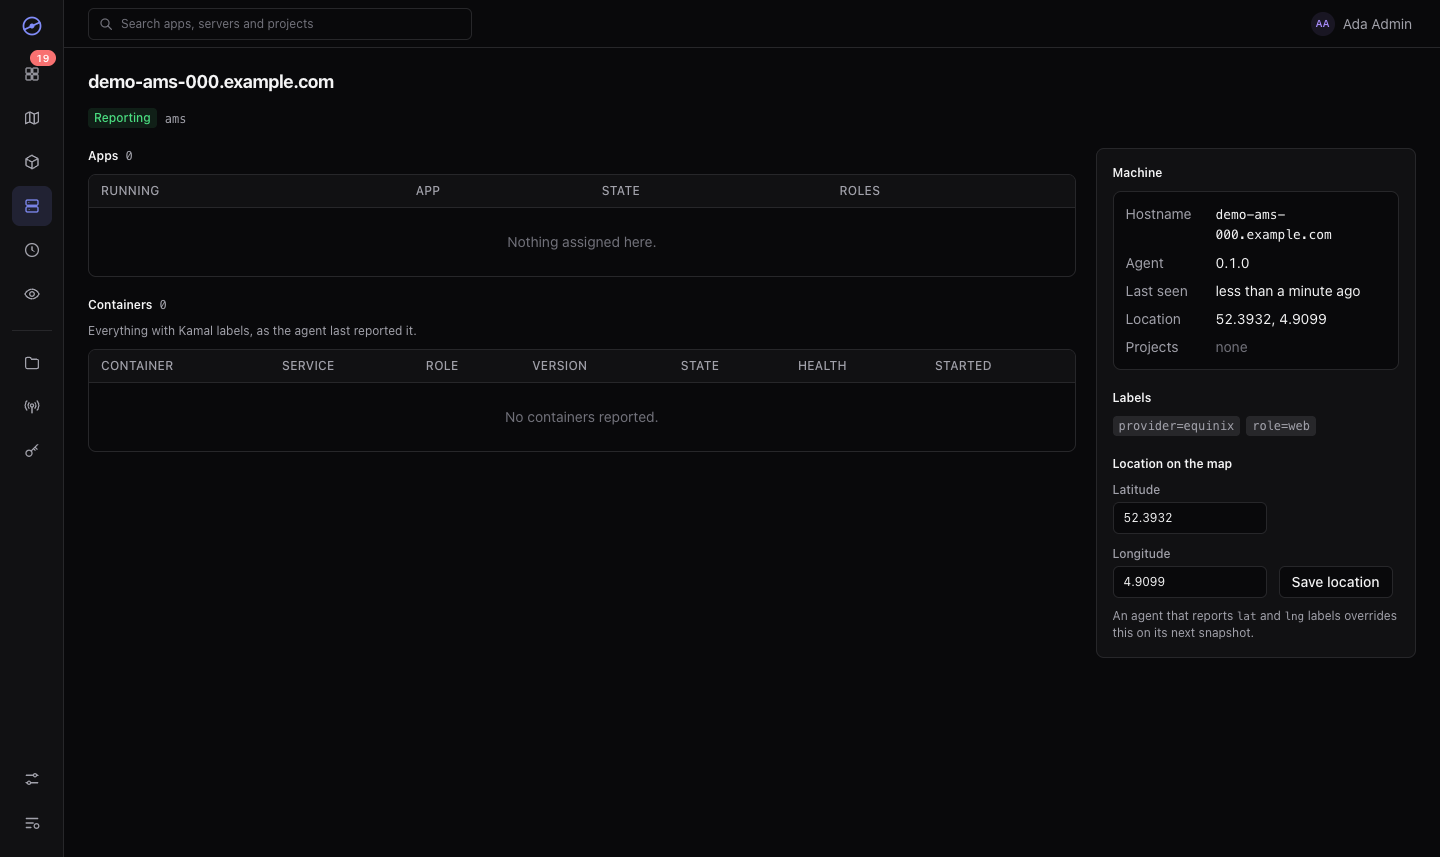 Search apps, servers and projects
AA Ada Admin
19
demo-ams-000.example.com
Reporting ams
Apps 0
RUNNING APP STATE ROLES
Nothing assigned here.
Containers 0
Everything with Kamal labels, as the agent last reported it.
CONTAINER SERVICE ROLE VERSION STATE HEALTH STARTED
No containers reported.
Machine
Hostname demo-ams-
000.example.com
Agent 0.1.0
Last seen less than a minute ago
Location 52.3932, 4.9099
Projects none
Labels
provider=equinix role=web
Location on the map
Latitude
52.3932
Longitude
4.9099 Save location
An agent that reports lat and lng labels overrides
this on its next snapshot.